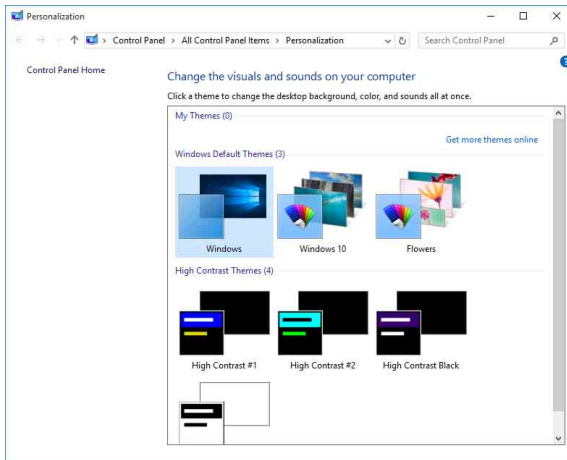 Personalization
Control Panel > All Control Panel Items > Personalization
Search Control Panel
Control Panel Home
Change the visuals and sounds on your computer
Click a theme to change the desktop background, color, and sounds all at once.
My Themes (0)
Get more themes online
Windows Default Themes (3)
Windows
Windows 10
Flowers
High Contrast Themes (4)
High Contrast #1
High Contrast #2
High Contrast Black